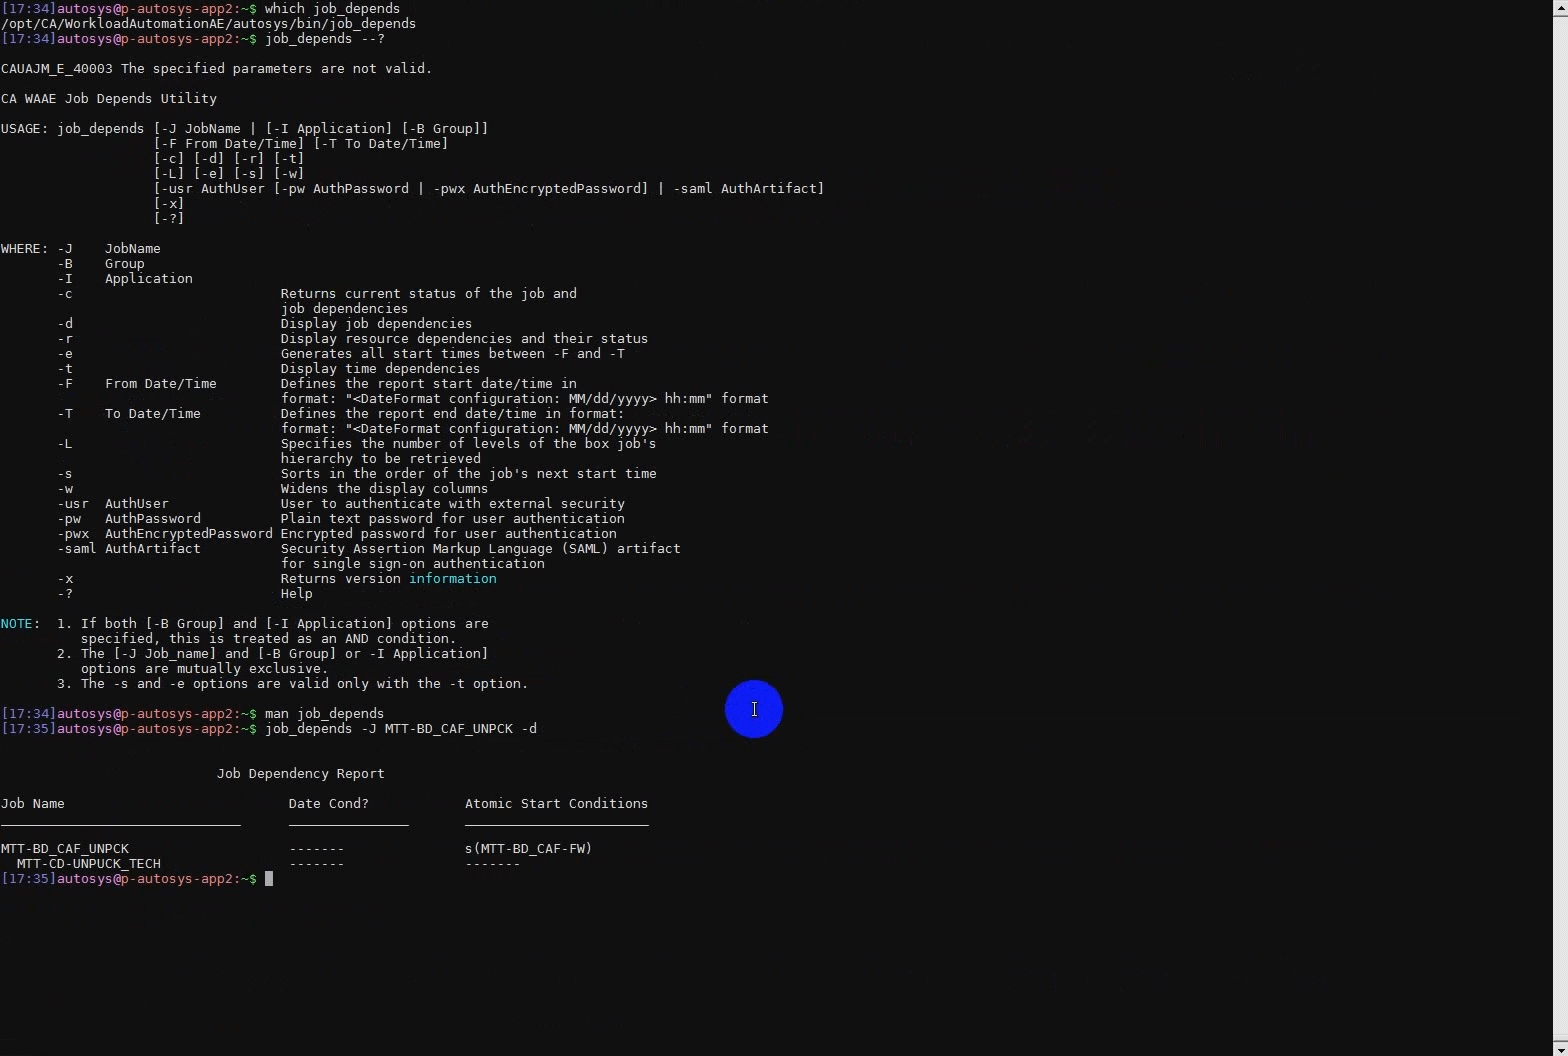 [17:34]autosys@p-autosys-app2:~$ which job_depends
/opt/CA/WorkloadAutomationAE/autosys/bin/job_depends
[17:34]autosys@p-autosys-app2:~$ job_depends --?
CAUAJM_E_40003 The specified parameters are not valid.
CA WAAE Job Depends Utility
USAGE: job_depends [-J JobName | [-I Application] [-B Group]]
[-F From Date/Time] [-T To Date/Time]
[-c] [-d] [-r] [-t]
[-L] [-e] [-s] [-w]
[-usr AuthUser [-pw AuthPassword | -pwx AuthEncryptedPassword] | -saml AuthArtifact]
[-x]
[-?]
WHERE: -J JobName
-B Group
-I Application
-c Returns current status of the job and
job dependencies
-d Display job dependencies
-r Display resource dependencies and their status
-e Generates all start times between -F and -T
-t Display time dependencies
-F From Date/Time Defines the report start date/time in
format: "<DateFormat configuration: MM/dd/yyyy> hh:mm" format
-T To Date/Time Defines the report end date/time in format:
format: "<DateFormat configuration: MM/dd/yyyy> hh:mm" format
-L Specifies the number of levels of the box job's
hierarchy to be retrieved
-s Sorts in the order of the job's next start time
-w Widens the display columns
-usr AuthUser User to authenticate with external security
-pw AuthPassword Plain text password for user authentication
-pwx AuthEncryptedPassword Encrypted password for user authentication
-saml AuthArtifact Security Assertion Markup Language (SAML) artifact
for single sign-on authentication
-x Returns version information
-? Help
NOTE: 1. If both [-B Group] and [-I Application] options are
specified, this is treated as an AND condition.
2. The [-J Job_name] and [-B Group] or -I Application]
options are mutually exclusive.
3. The -s and -e options are valid only with the -t option.
[17:34]autosys@p-autosys-app2:~$ man job_depends
[17:35]autosys@p-autosys-app2:~$ job_depends -J MTT-BD_CAF_UNPCK -d
Job Dependency Report
Job Name Date Cond? Atomic Start Conditions
______________________________ _______________ _______________________
MTT-BD_CAF_UNPCK ------- s(MTT-BD_CAF-FW)
MTT-CD-UNPUCK_TECH ------- -------
[17:35]autosys@p-autosys-app2:~$